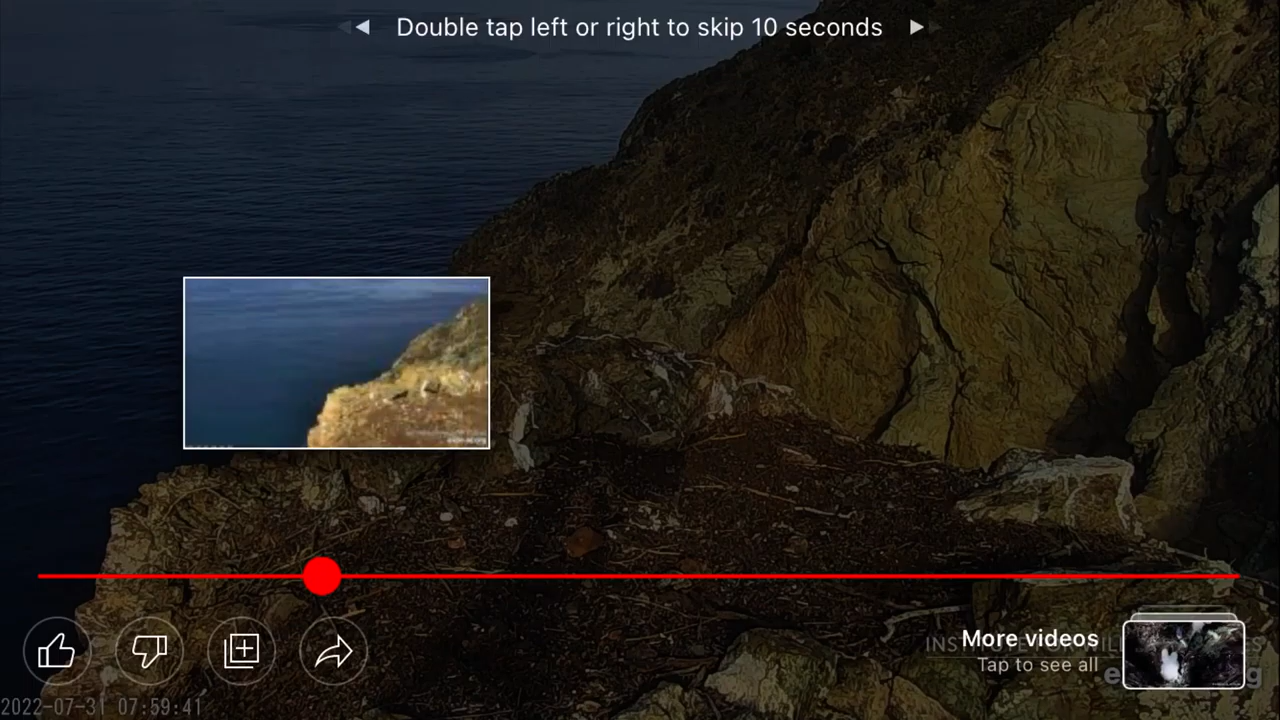 Double tap left or right to skip 10 seconds
More videos
Tap to see all
2022-07-31 07:59:41